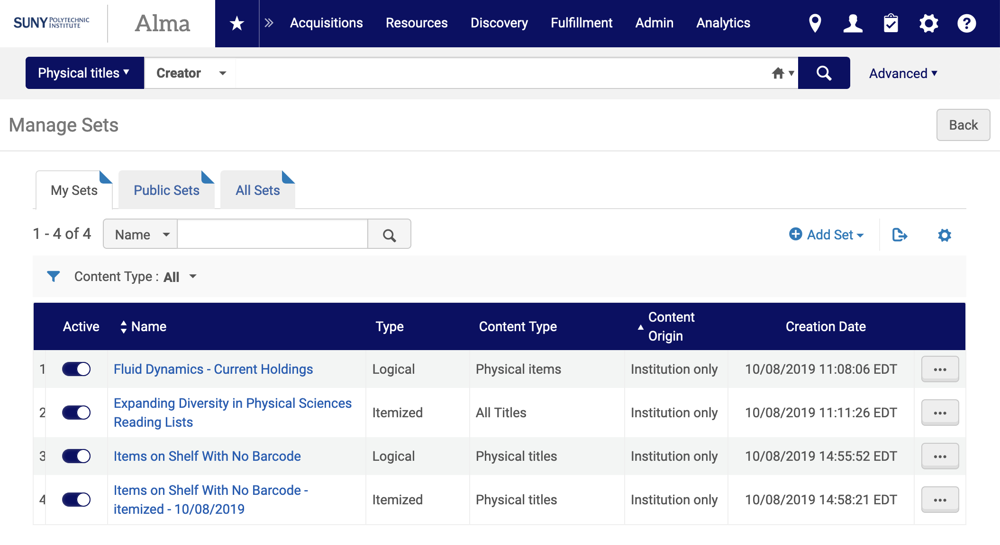 SUNY POLYTECHNIC INSTITUTE
Alma
Acquisitions Resources Discovery Fulfillment Admin Analytics
Physical titles Creator Advanced
Manage Sets
Back
My Sets Public Sets All Sets
1 - 4 of 4 Name Add Set
Content Type : All
Active Name Type Content Type Content Origin Creation Date
1 Fluid Dynamics - Current Holdings Logical Physical items Institution only 10/08/2019 11:08:06 EDT
2 Expanding Diversity in Physical Sciences Reading Lists Itemized All Titles Institution only 10/08/2019 11:11:26 EDT
3 Items on Shelf With No Barcode Logical Physical titles Institution only 10/08/2019 14:55:52 EDT
4 Items on Shelf With No Barcode - itemized - 10/08/2019 Itemized Physical titles Institution only 10/08/2019 14:58:21 EDT